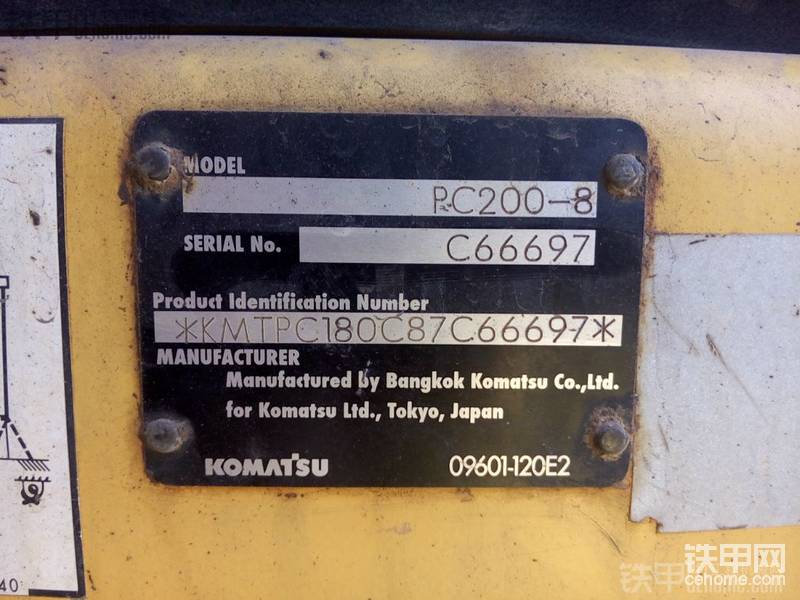 MODEL
PC200-8
SERIAL No.
C66697
Product Identification Number
*KMTPC180C87C66697*
MANUFACTURER
Manufactured by Bangkok Komatsu Co.,Ltd.
for Komatsu Ltd., Tokyo, Japan
KOMATSU
09601-120E2
40
铁甲网
cehome.com